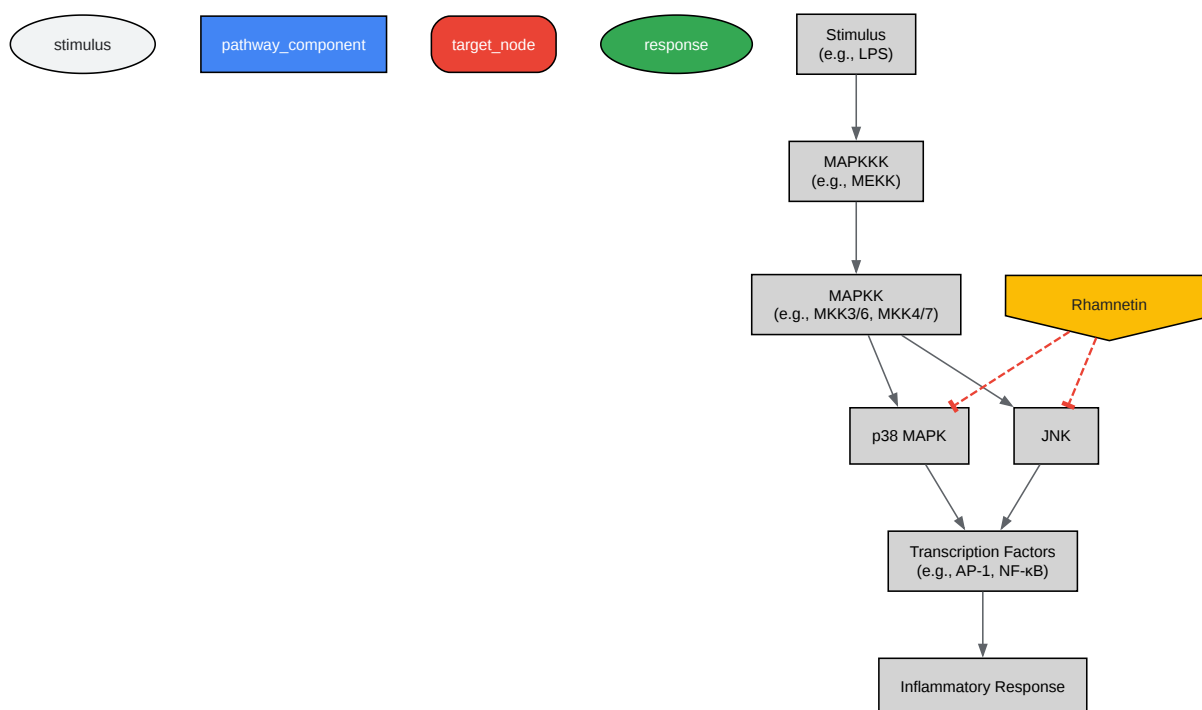 stimulus
pathway_component
target_node
response
Stimulus
(e.g., LPS)
MAPKKK
(e.g., MEKK)
MAPKK
(e.g., MKK3/6, MKK4/7)
Rhamnetin
p38 MAPK
JNK
Transcription Factors
(e.g., AP-1, NF-κB)
Inflammatory Response